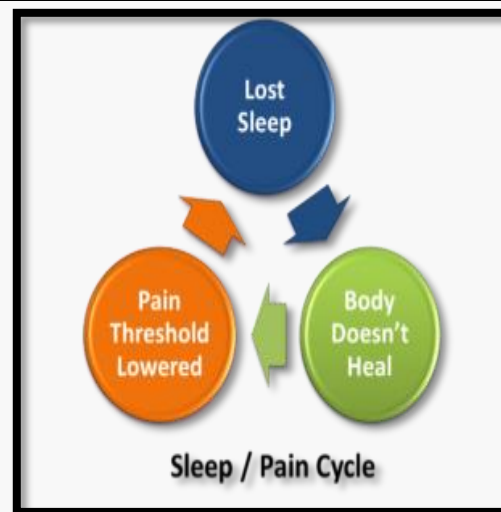 Lost
Sleep
Body
Doesn't
Heal
Pain
Threshold
Lowered
Sleep / Pain Cycle